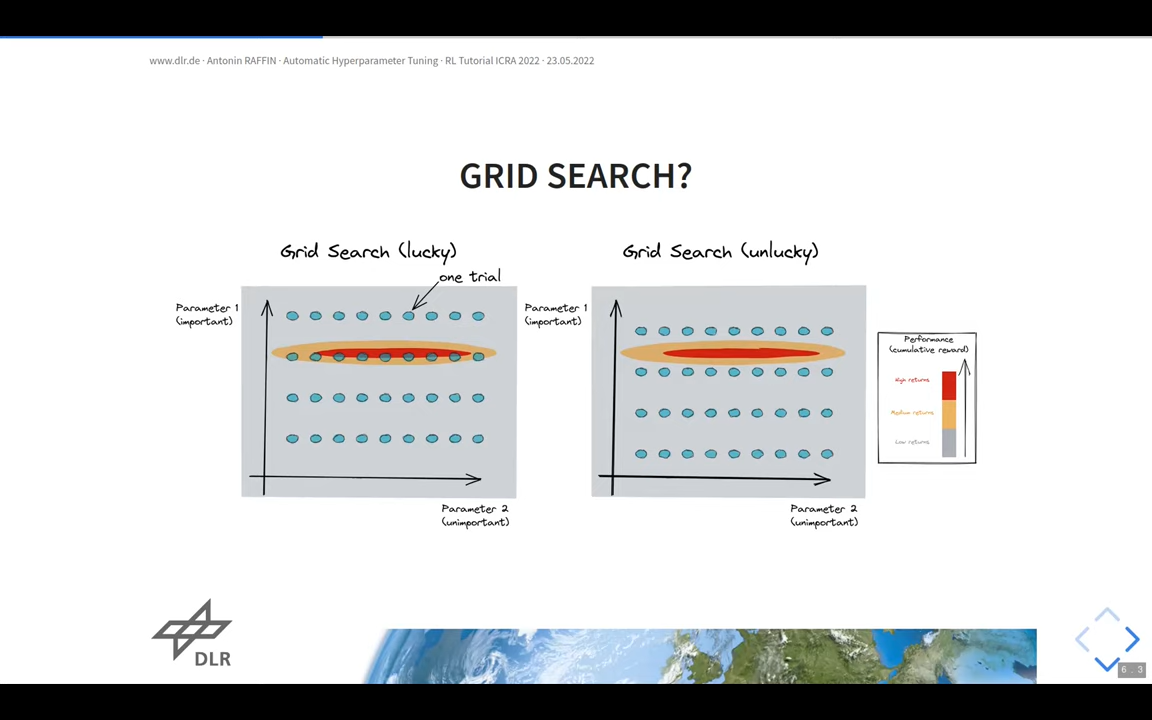 www.dlr.de · Antonin RAFFIN · Automatic Hyperparameter Tuning · RL Tutorial ICRA 2022 · 23.05.2022
GRID SEARCH?
Grid Search (lucky)
one trial
Parameter 1
(important)
Parameter 2
(unimportant)
Grid Search (unlucky)
Parameter 1
(important)
Parameter 2
(unimportant)
Performance
(cumulative reward)
High returns
Medium returns
Low returns
DLR
6 . 3